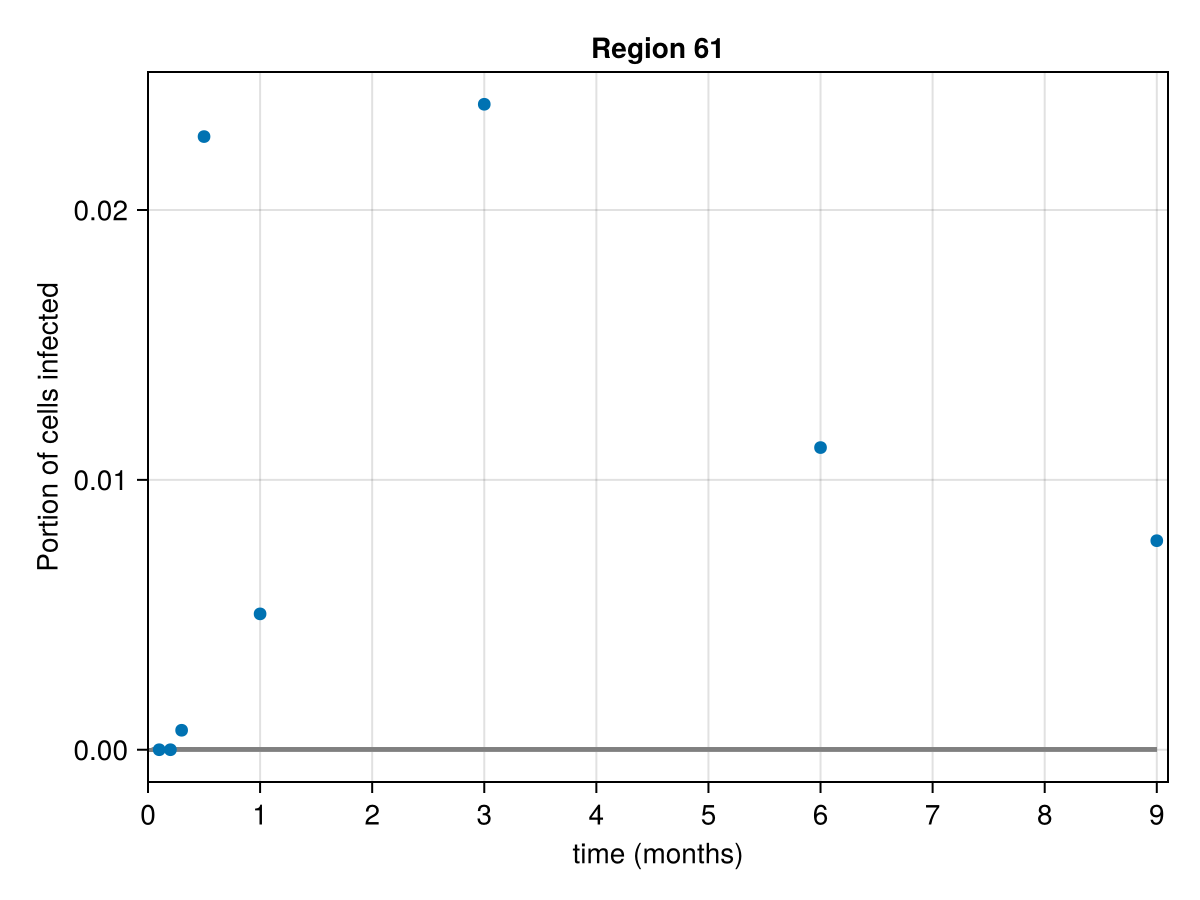 Region 61
Portion of cells infected
0.02
0.01
0.00
0 1 2 3 4 5 6 7 8 9
time (months)